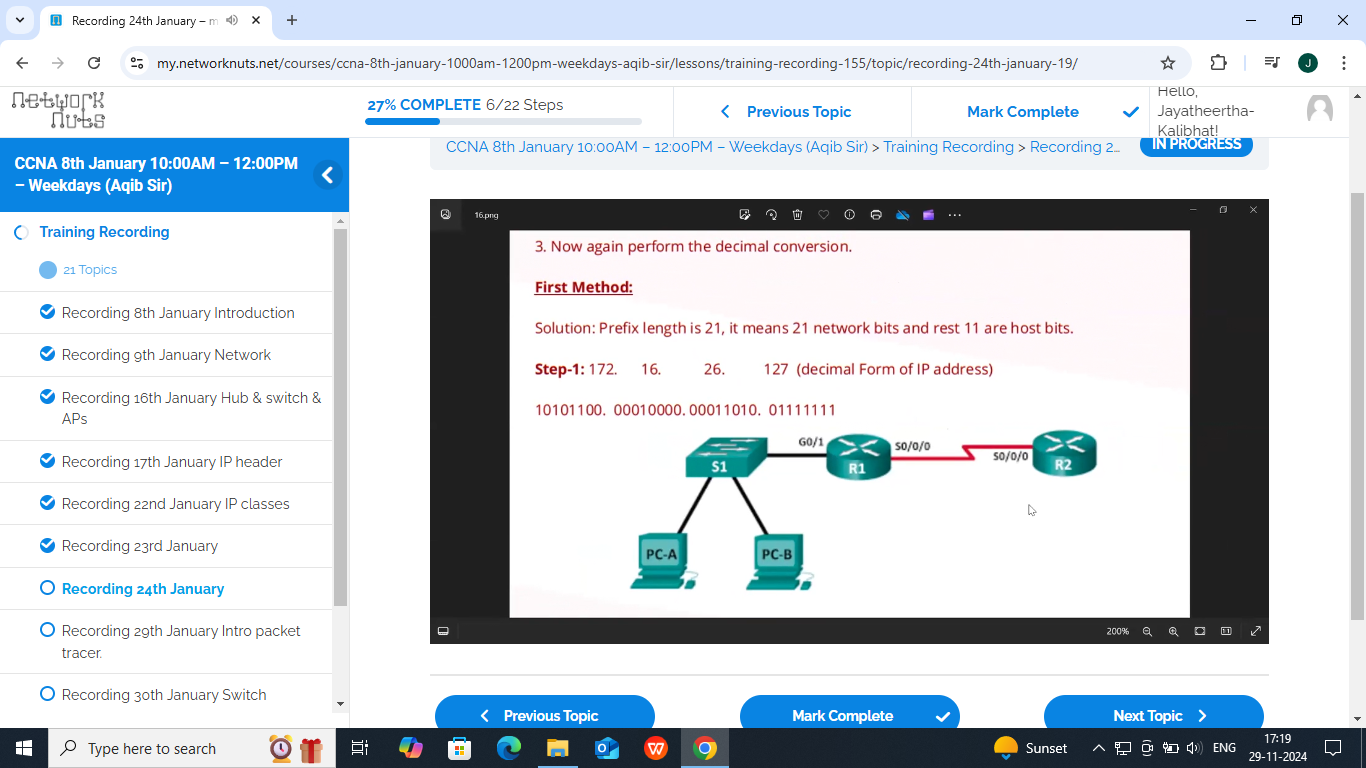 Recording 24th January – m
my.networknuts.net/courses/ccna-8th-january-1000am-1200pm-weekdays-aqib-sir/lessons/training-recording-155/topic/recording-24th-january-19/
J
network
nuts
27% COMPLETE 6/22 Steps
Previous Topic
Mark Complete
Hello,
Jayatheertha-
Kalibhat!
CCNA 8th January 10:00AM – 12:00PM
– Weekdays (Aqib Sir)
Training Recording
21 Topics
Recording 8th January Introduction
Recording 9th January Network
Recording 16th January Hub & switch &
APs
Recording 17th January IP header
Recording 22nd January IP classes
Recording 23rd January
Recording 24th January
Recording 29th January Intro packet
tracer.
Recording 30th January Switch
CCNA 8th January 10:00AM – 12:00PM – Weekdays (Aqib Sir) > Training Recording > Recording 2...
IN PROGRESS
16.png
3. Now again perform the decimal conversion.
First Method:
Solution: Prefix length is 21, it means 21 network bits and rest 11 are host bits.
Step-1: 172. 16. 26. 127 (decimal Form of IP address)
10101100. 00010000. 00011010. 01111111
S1
G0/1
R1
S0/0/0
S0/0/0
R2
PC-A
PC-B
200%
Previous Topic
Mark Complete
Next Topic
Type here to search
Sunset
ENG
17:19
29-11-2024